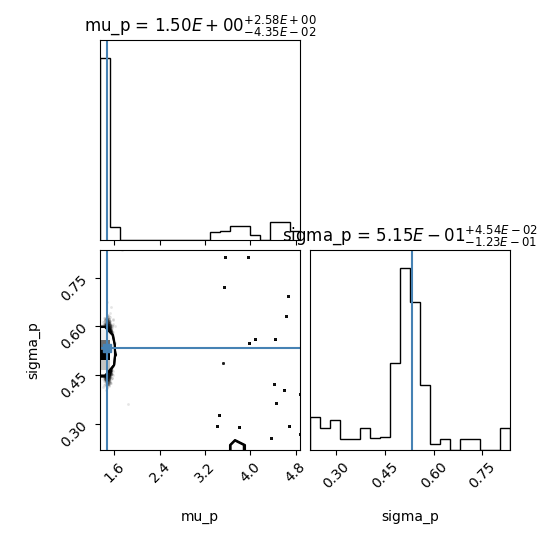 mu_p = 1.50E + 00+2.58E+00−4.35E−02
sigma_p = 5.15E − 01+4.54E−02−1.23E−01
0.75
0.60
0.45
0.30
sigma_p
1.6 2.4 3.2 4.0 4.8
0.30 0.45 0.60 0.75
mu_p
sigma_p